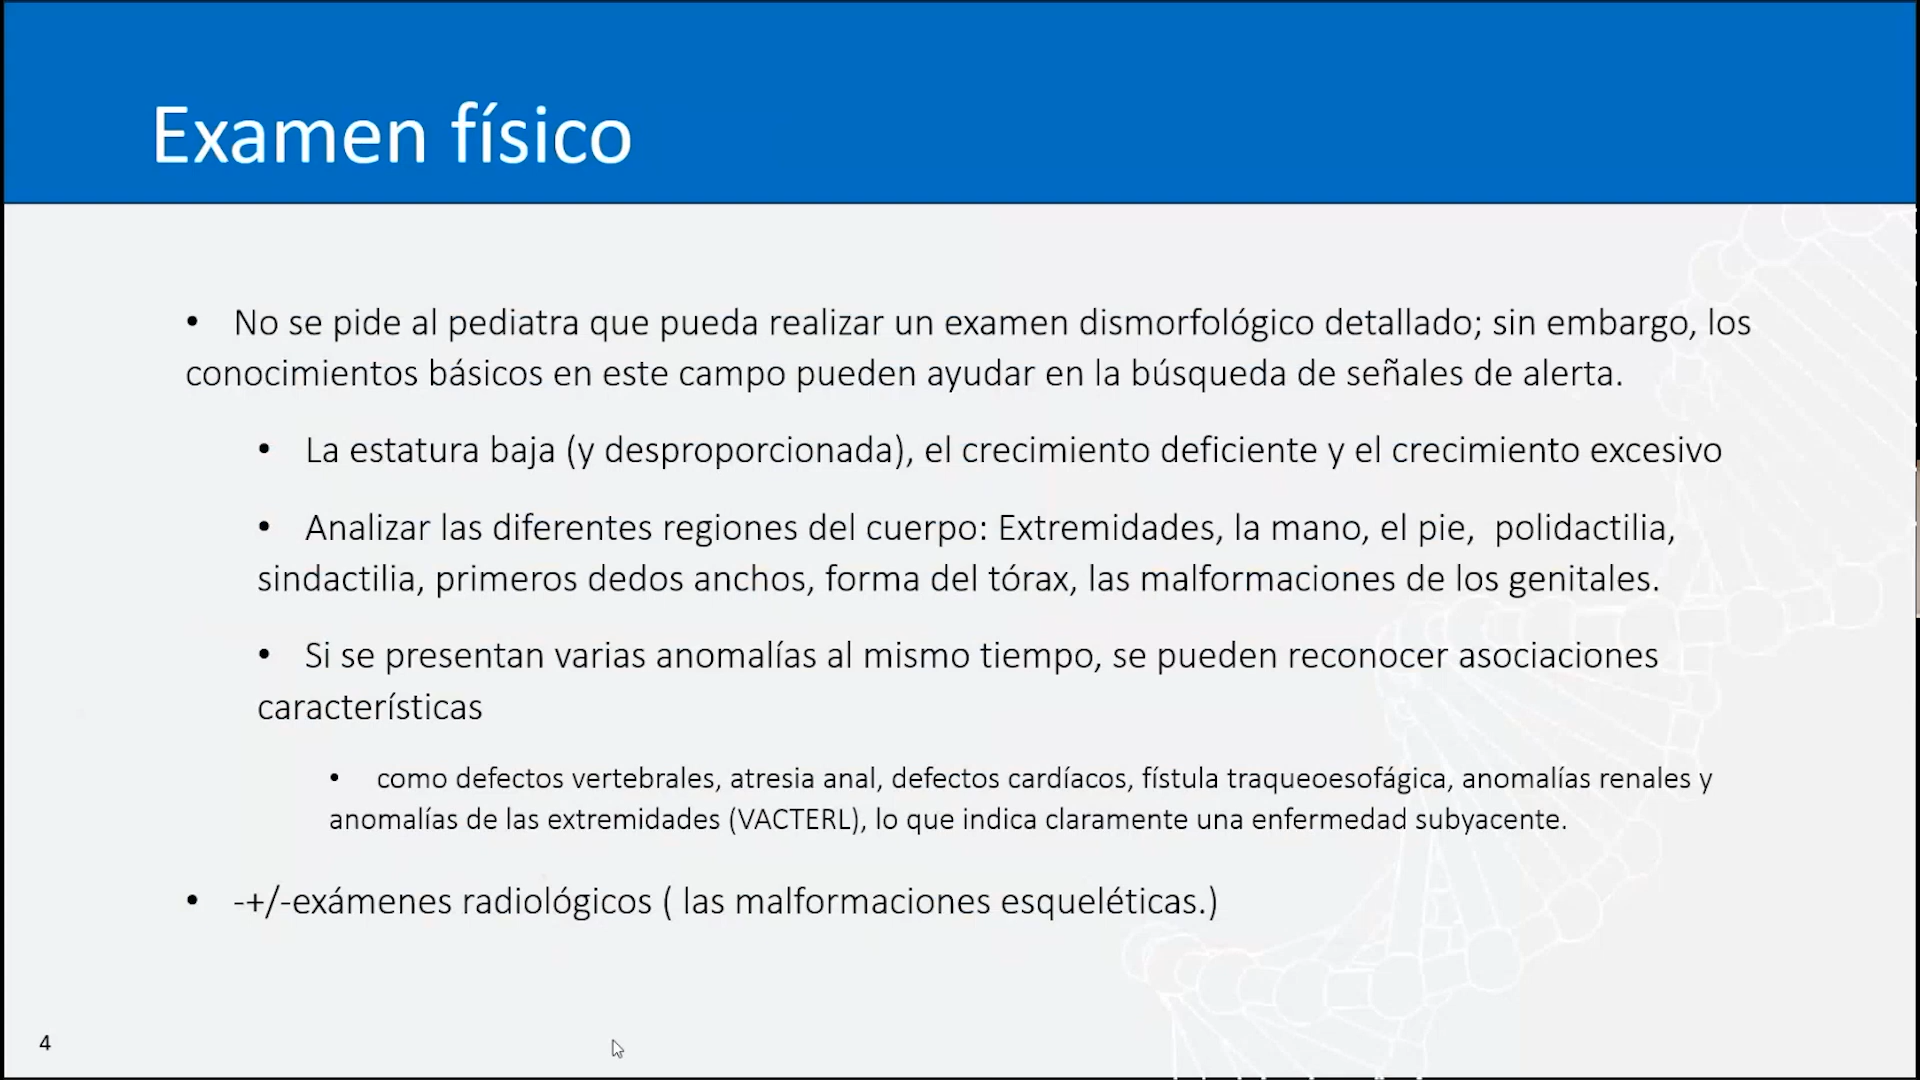 Examen físico
• No se pide al pediatra que pueda realizar un examen dismorfológico detallado; sin embargo, los
conocimientos básicos en este campo pueden ayudar en la búsqueda de señales de alerta.
• La estatura baja (y desproporcionada), el crecimiento deficiente y el crecimiento excesivo
• Analizar las diferentes regiones del cuerpo: Extremidades, la mano, el pie, polidactilia,
sindactilia, primeros dedos anchos, forma del tórax, las malformaciones de los genitales.
• Si se presentan varias anomalías al mismo tiempo, se pueden reconocer asociaciones
características
• como defectos vertebrales, atresia anal, defectos cardíacos, fístula traqueoesofágica, anomalías renales y
anomalías de las extremidades (VACTERL), lo que indica claramente una enfermedad subyacente.
• -+/-exámenes radiológicos ( las malformaciones esqueléticas.)
4